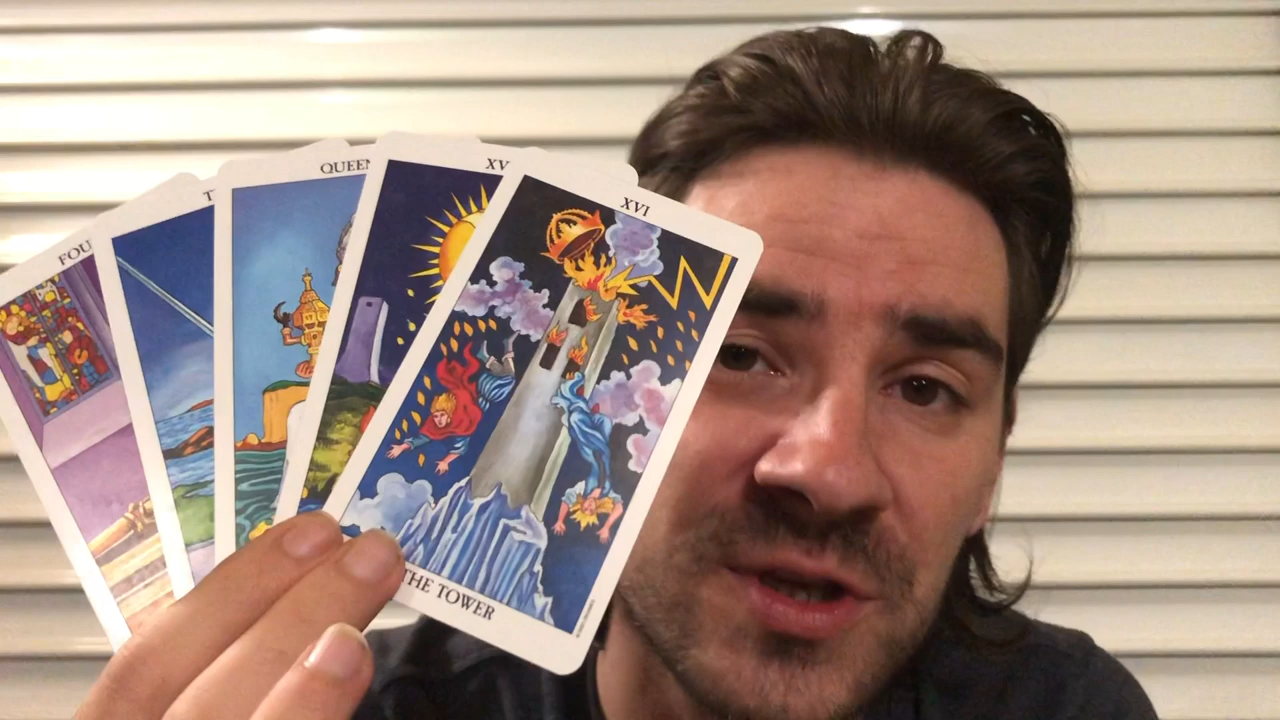 FOU
T
QUEEN
XV
XVI
THE TOWER